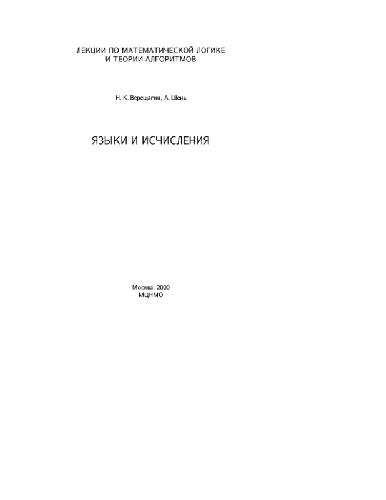 ЛЕКЦИИ ПО МАТЕМАТИЧЕСКОЙ ЛОГИКЕ
И ТЕОРИИ АЛГОРИТМОВ
Н. К. Верещагин, А. Шень
ЯЗЫКИ И ИСЧИСЛЕНИЯ
Москва, 2000
МЦНМО